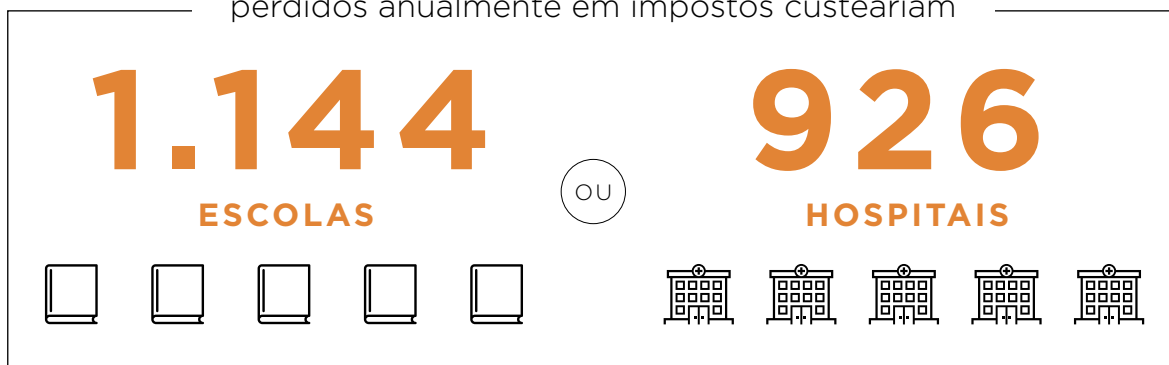 perdidos anualmente em impostos custeariam
1.144
ESCOLAS
OU
926
HOSPITAIS